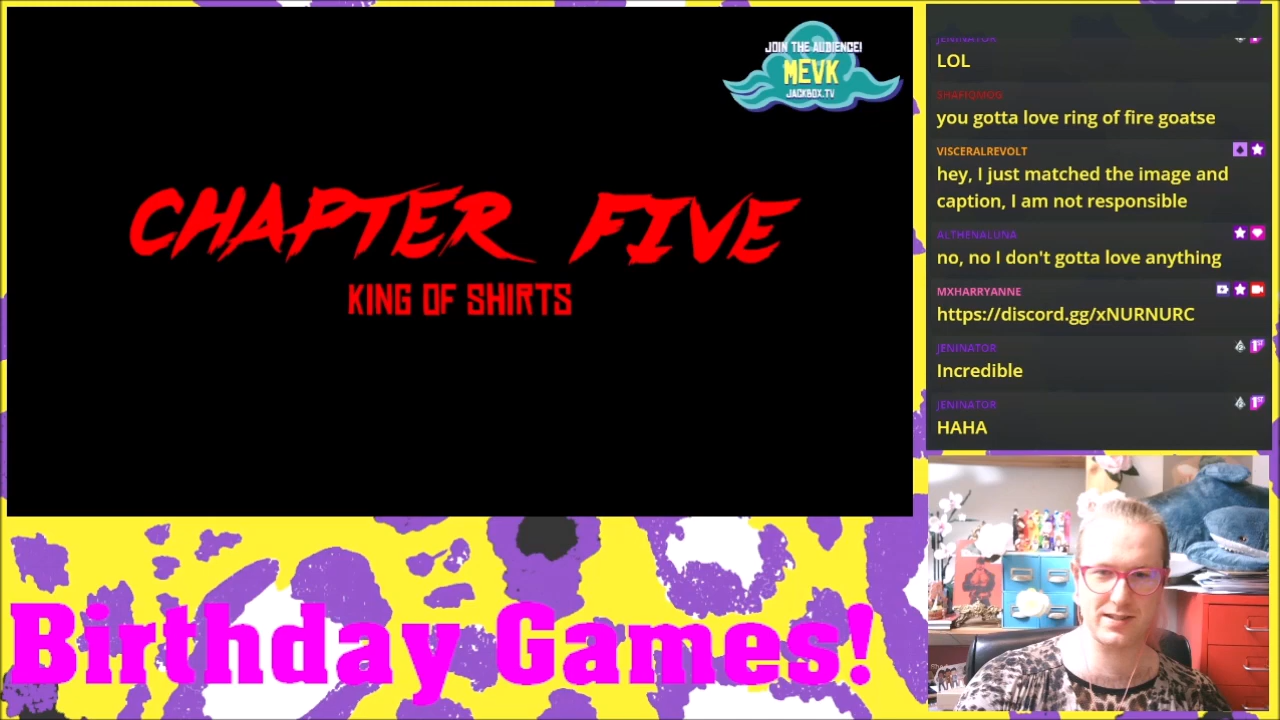 JOIN THE AUDIENCE!
MEVK
JACKBOX.TV
CHAPTER FIVE
KING OF SHIRTS
JENINATOR
LOL
SHAFIQMOG
you gotta love ring of fire goatse
VISCERALREVOLT
hey, I just matched the image and
caption, I am not responsible
ALTHENALUNA
no, no I don't gotta love anything
MXHARRYANNE
https://discord.gg/xNURNURC
JENINATOR
Incredible
JENINATOR
HAHA
Birthday Games!